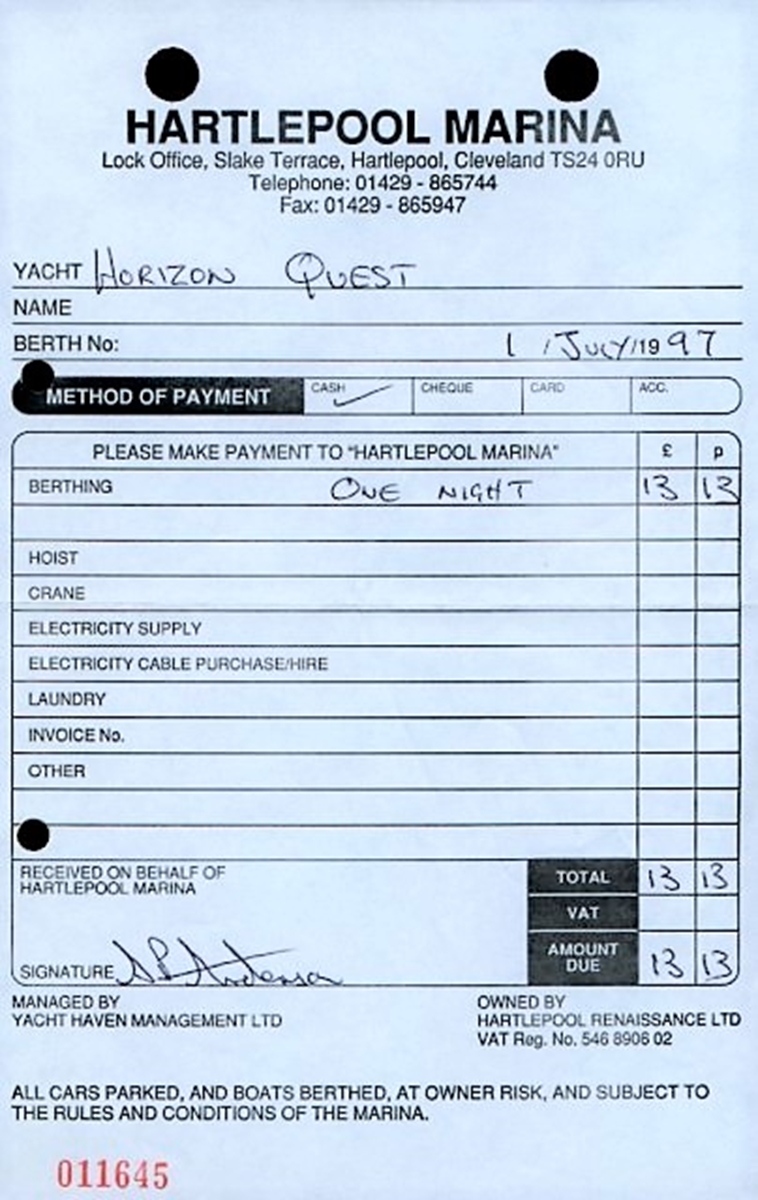 HARTLEPOOL MARINA
Lock Office, Slake Terrace, Hartlepool, Cleveland TS24 0RU
Telephone: 01429 - 865744
Fax: 01429 - 865947
YACHT HORIZON QUEST
NAME
BERTH No: 1 / JULY/1997
METHOD OF PAYMENT CASH ✓ CHEQUE CARD ACC.
PLEASE MAKE PAYMENT TO "HARTLEPOOL MARINA" £ p
BERTHING ONE NIGHT 13 13
HOIST
CRANE
ELECTRICITY SUPPLY
ELECTRICITY CABLE PURCHASE/HIRE
LAUNDRY
INVOICE No.
OTHER
RECEIVED ON BEHALF OF
HARTLEPOOL MARINA
TOTAL 13 13
VAT
AMOUNT DUE 13 13
SIGNATURE
MANAGED BY
YACHT HAVEN MANAGEMENT LTD
OWNED BY
HARTLEPOOL RENAISSANCE LTD
VAT Reg. No. 546 8906 02
ALL CARS PARKED, AND BOATS BERTHED, AT OWNER RISK, AND SUBJECT TO
THE RULES AND CONDITIONS OF THE MARINA.
011645